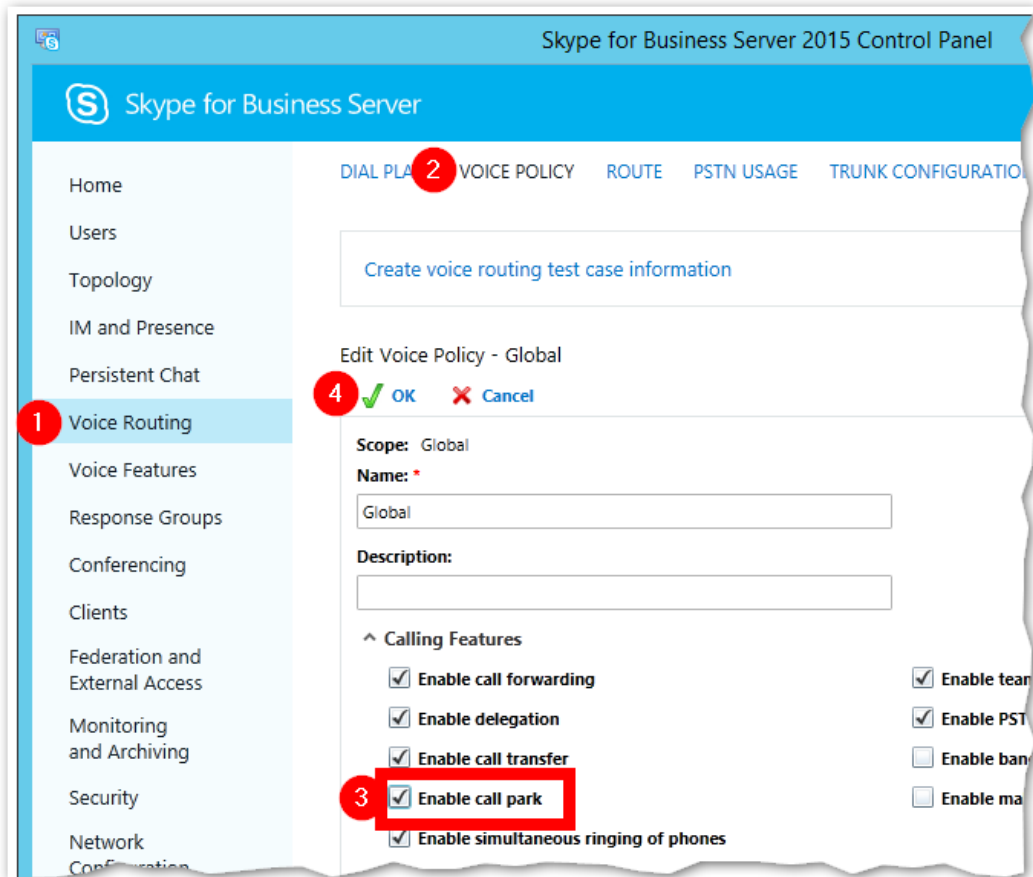 Skype for Business Server 2015 Control Panel
S Skype for Business Server
Home
Users
Topology
IM and Presence
Persistent Chat
1 Voice Routing
Voice Features
Response Groups
Conferencing
Clients
Federation and
External Access
Monitoring
and Archiving
Security
Network
Configuration
DIAL PLA 2 VOICE POLICY ROUTE PSTN USAGE TRUNK CONFIGURATIO
Create voice routing test case information
Edit Voice Policy - Global
4 OK Cancel
Scope: Global
Name: *
Global
Description:
Calling Features
Enable call forwarding
Enable delegation
Enable call transfer
3 Enable call park
Enable simultaneous ringing of phones
Enable tea
Enable PST
Enable ban
Enable ma